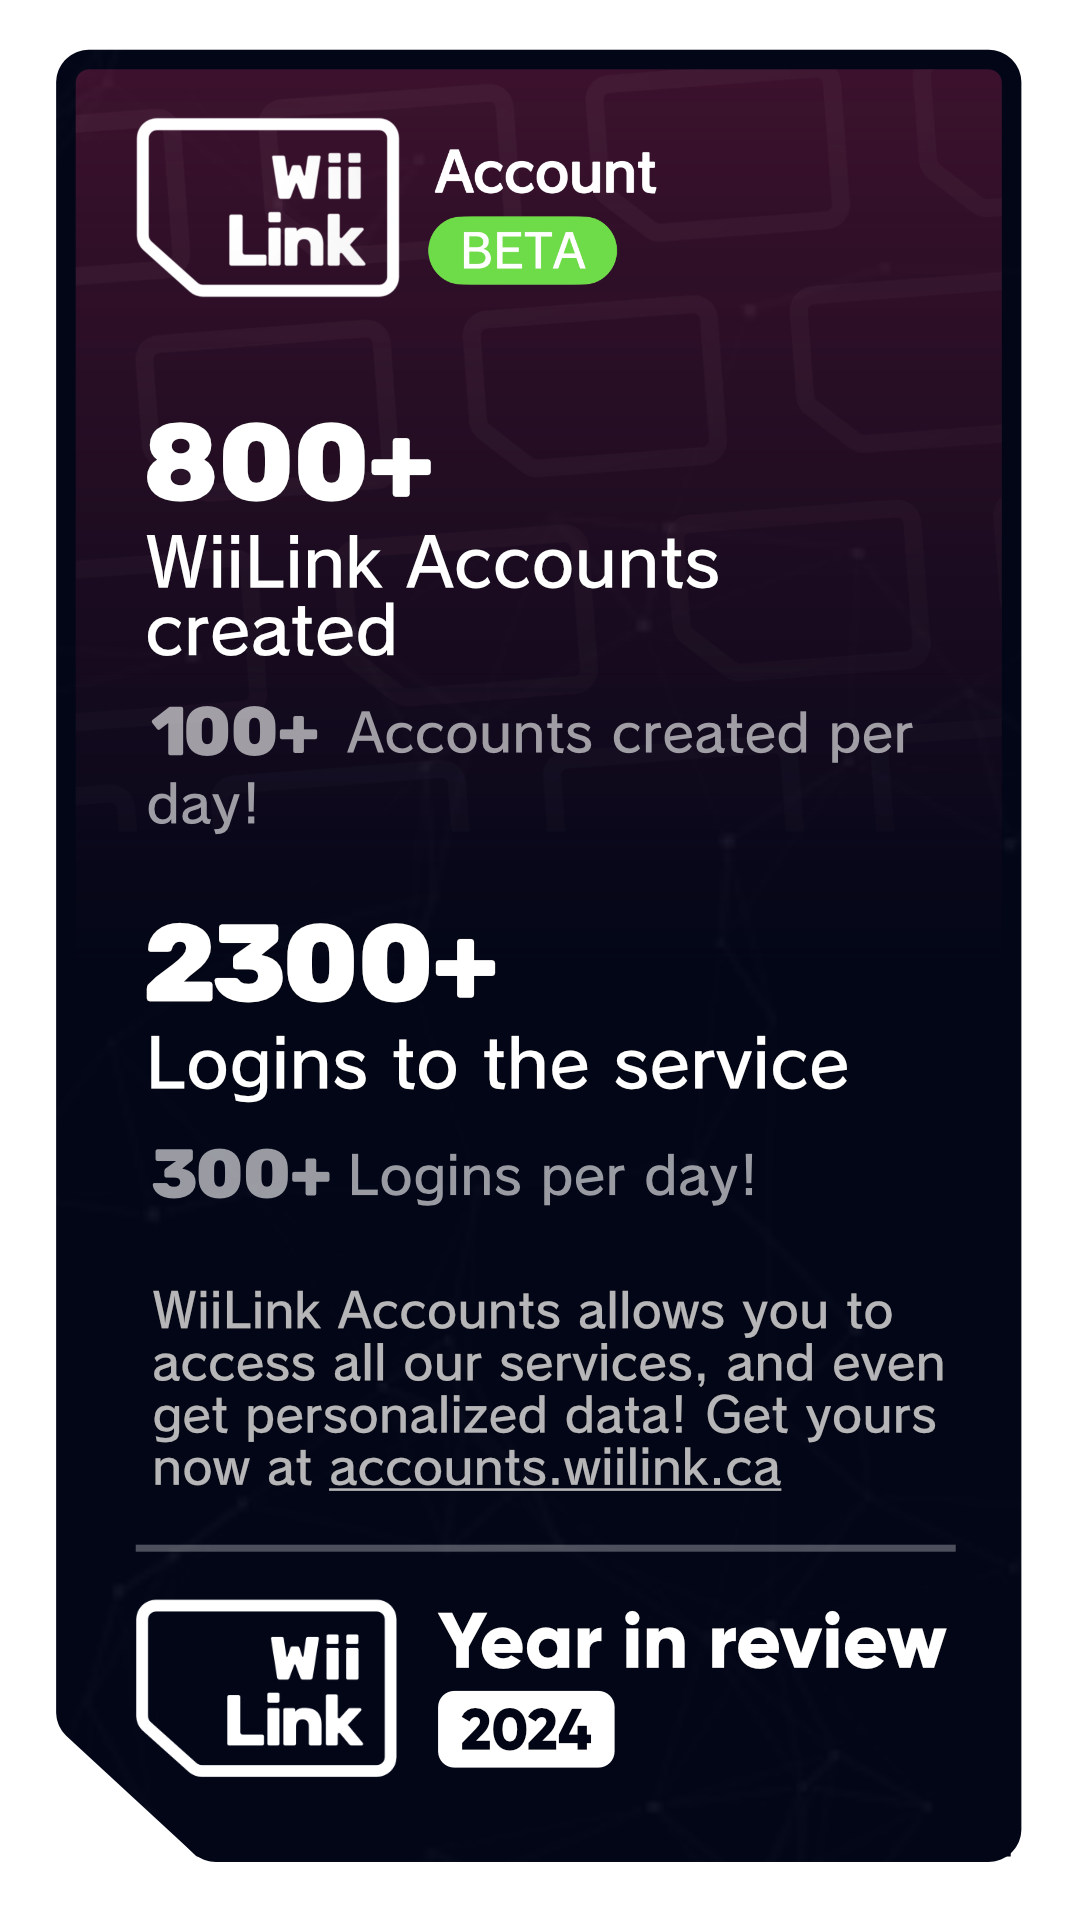 Wii
Link
Account
BETA
800+
WiiLink Accounts
created
100+ Accounts created per
day!
2300+
Logins to the service
300+ Logins per day!
WiiLink Accounts allows you to
access all our services, and even
get personalized data! Get yours
now at accounts.wiilink.ca
Wii
Link
Year in review
2024